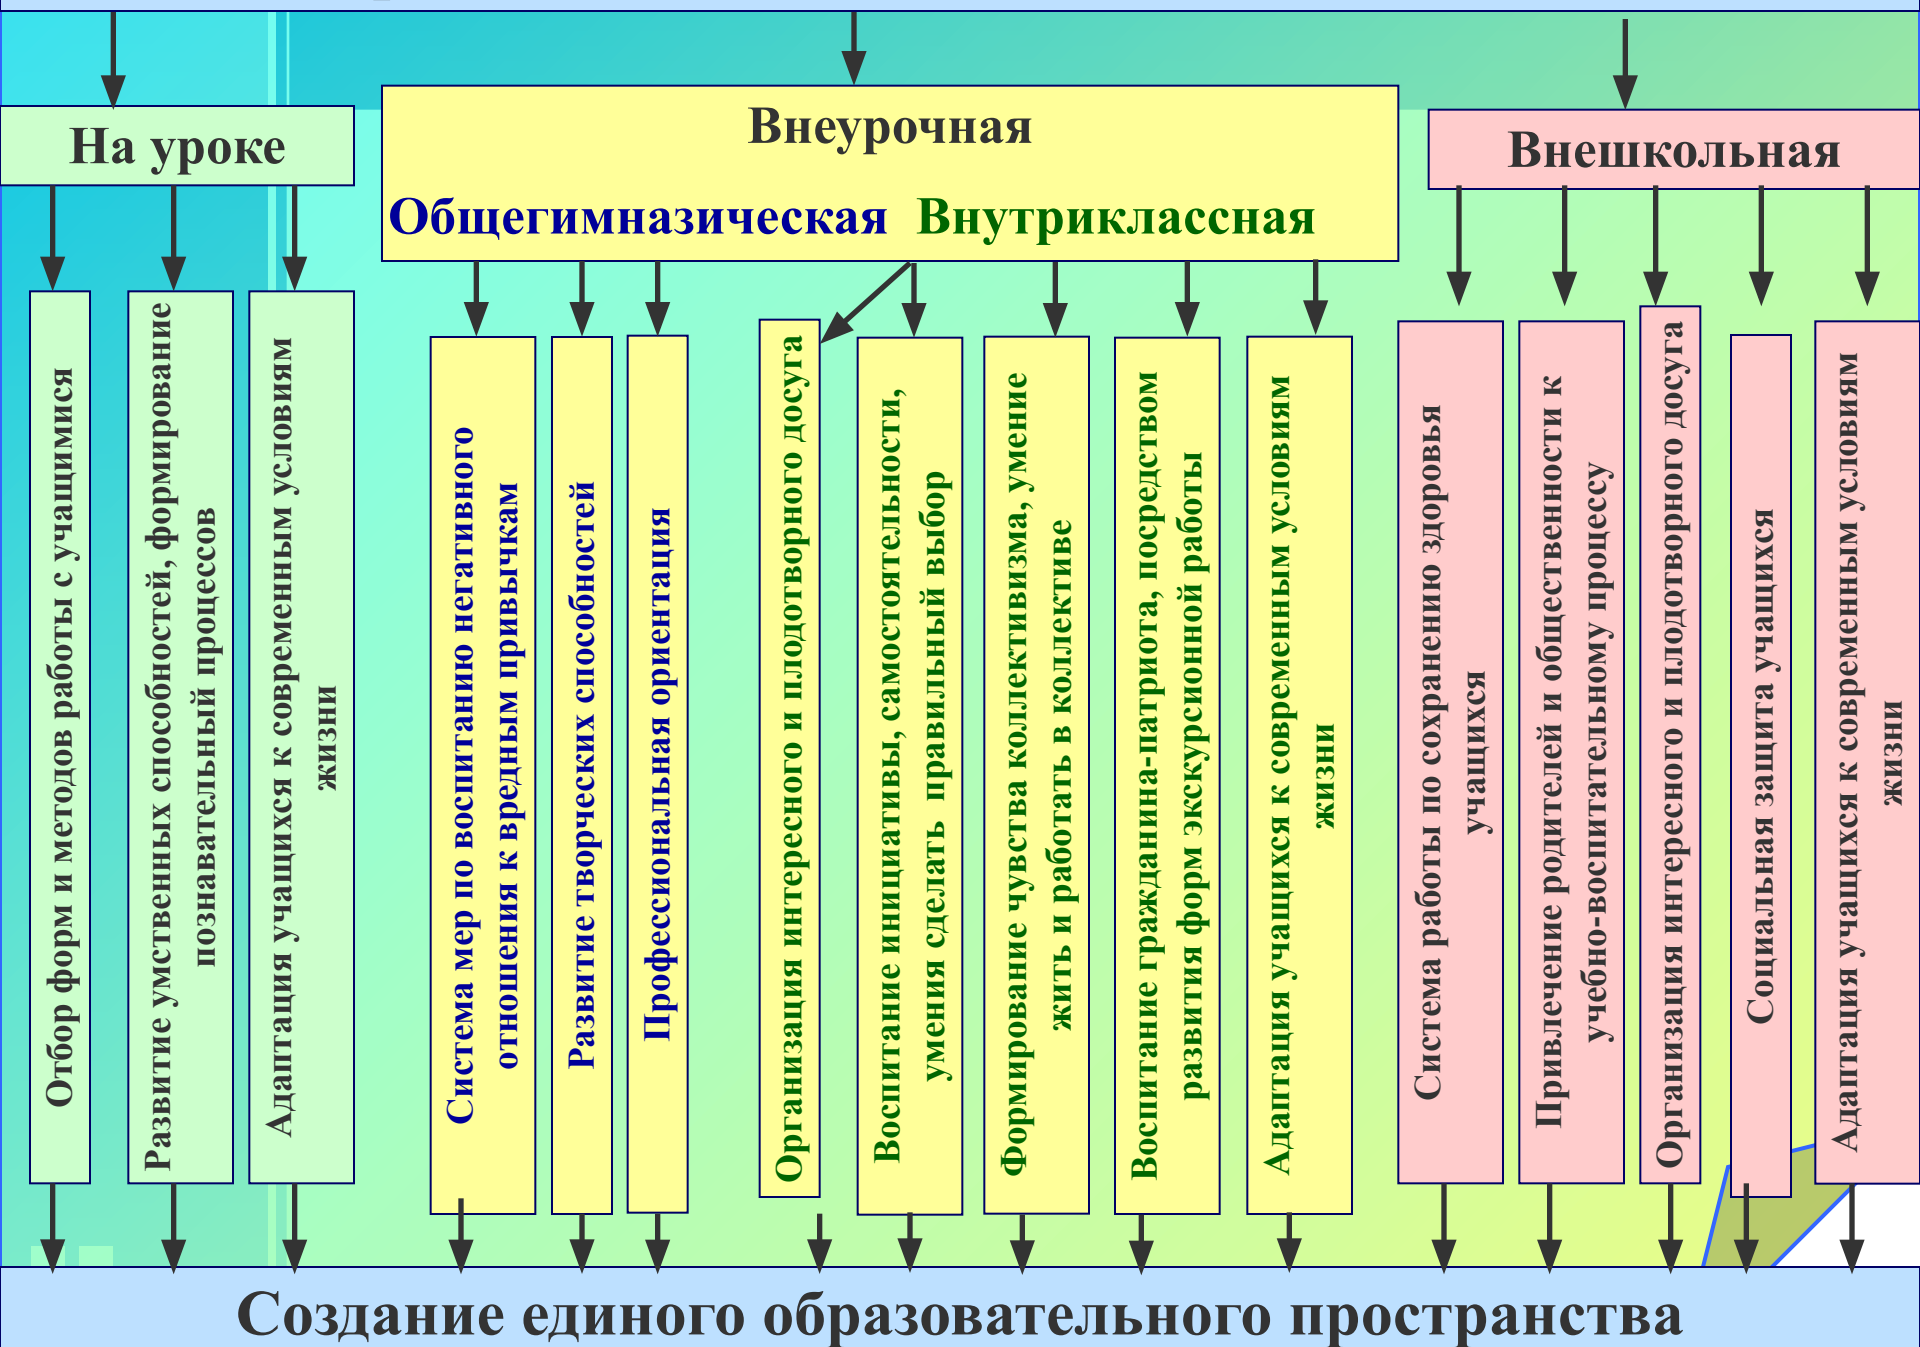 На уроке
Внеурочная
Общегимназическая Внутриклассная
Внешкольная
Отбор форм и методов работы с учащимися
Развитие умственных способностей, формирование
познавательный процессов
Адаптация учащихся к современным условиям
жизни
Система мер по воспитанию негативного
отношения к вредным привычкам
Развитие творческих способностей
Профессиональная ориентация
Организация интересного и плодотворного досуга
Воспитание инициативы, самостоятельности,
умения сделать правильный выбор
Формирование чувства коллективизма, умение
жить и работать в коллективе
Воспитание гражданина-патриота, посредством
развития форм экскурсионной работы
Адаптация учащихся к современным условиям
жизни
Система работы по сохранению здоровья
учащихся
Привлечение родителей и общественности к
учебно-воспитательному процессу
Организация интересного и плодотворного досуга
Социальная защита учащихся
Адаптация учащихся к современным условиям
жизни
Создание единого образовательного пространства